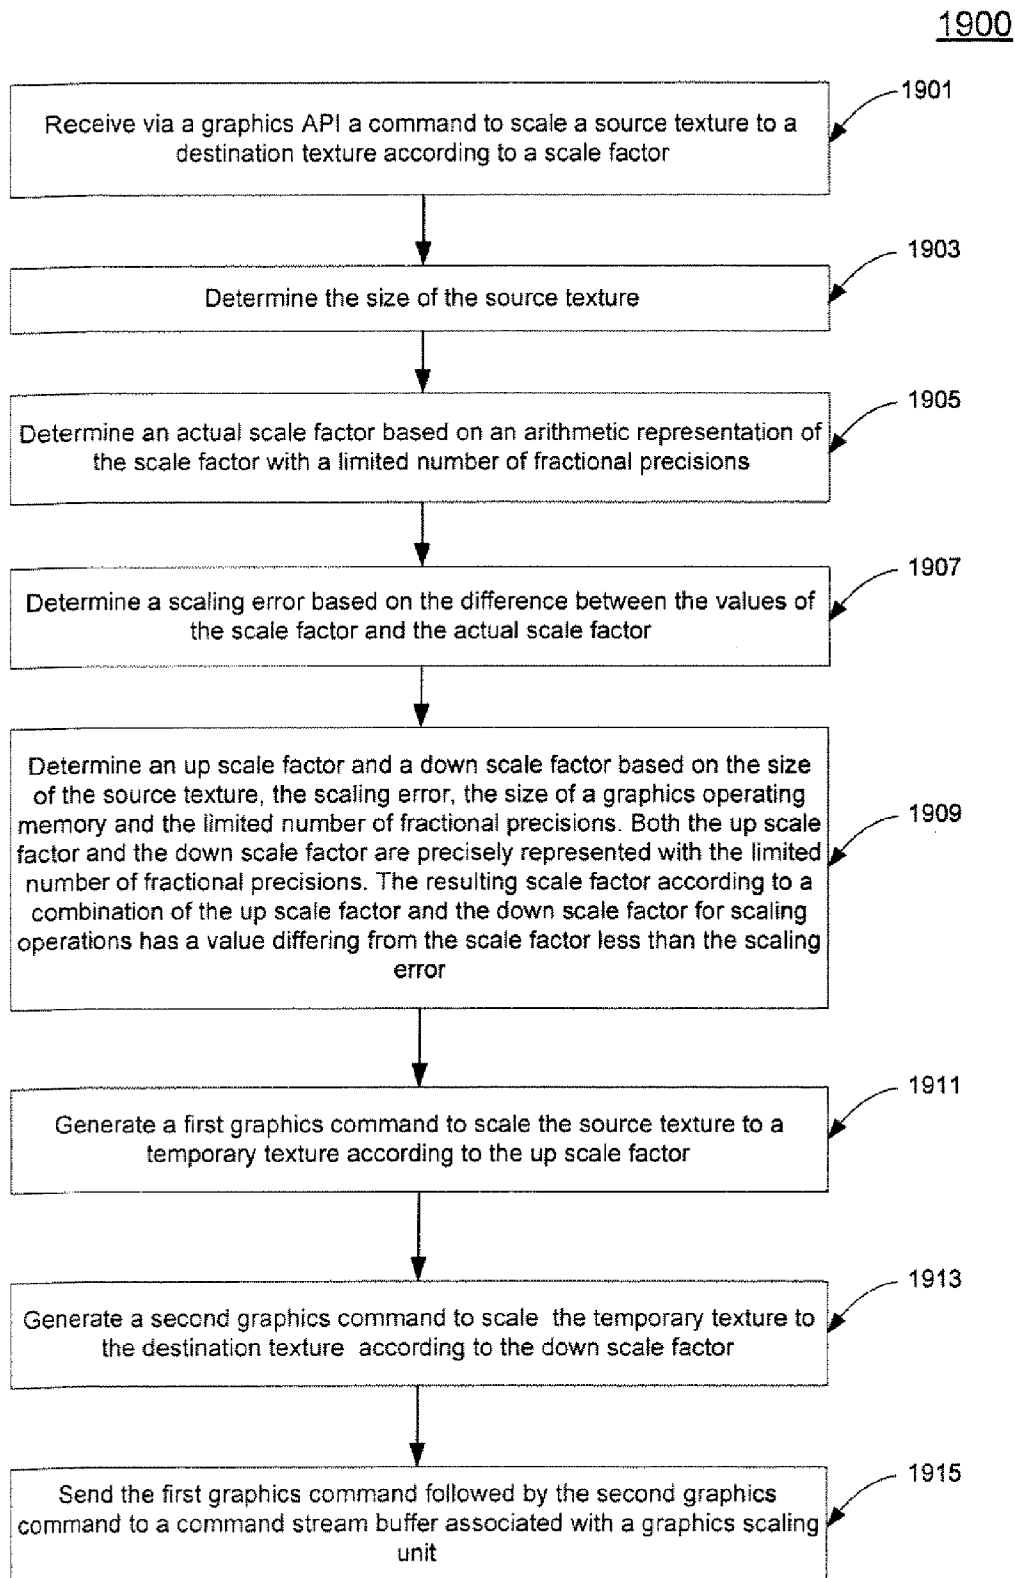 1900
1901
Receive via a graphics API a command to scale a source texture to a
destination texture according to a scale factor
1903
Determine the size of the source texture
1905
Determine an actual scale factor based on an arithmetic representation of
the scale factor with a limited number of fractional precisions
1907
Determine a scaling error based on the difference between the values of
the scale factor and the actual scale factor
1909
Determine an up scale factor and a down scale factor based on the size
of the source texture, the scaling error, the size of a graphics operating
memory and the limited number of fractional precisions. Both the up scale
factor and the down scale factor are precisely represented with the limited
number of fractional precisions. The resulting scale factor according to a
combination of the up scale factor and the down scale factor for scaling
operations has a value differing from the scale factor less than the scaling
error
1911
Generate a first graphics command to scale the source texture to a
temporary texture according to the up scale factor
1913
Generate a second graphics command to scale the temporary texture to
the destination texture according to the down scale factor
1915
Send the first graphics command followed by the second graphics
command to a command stream buffer associated with a graphics scaling
unit